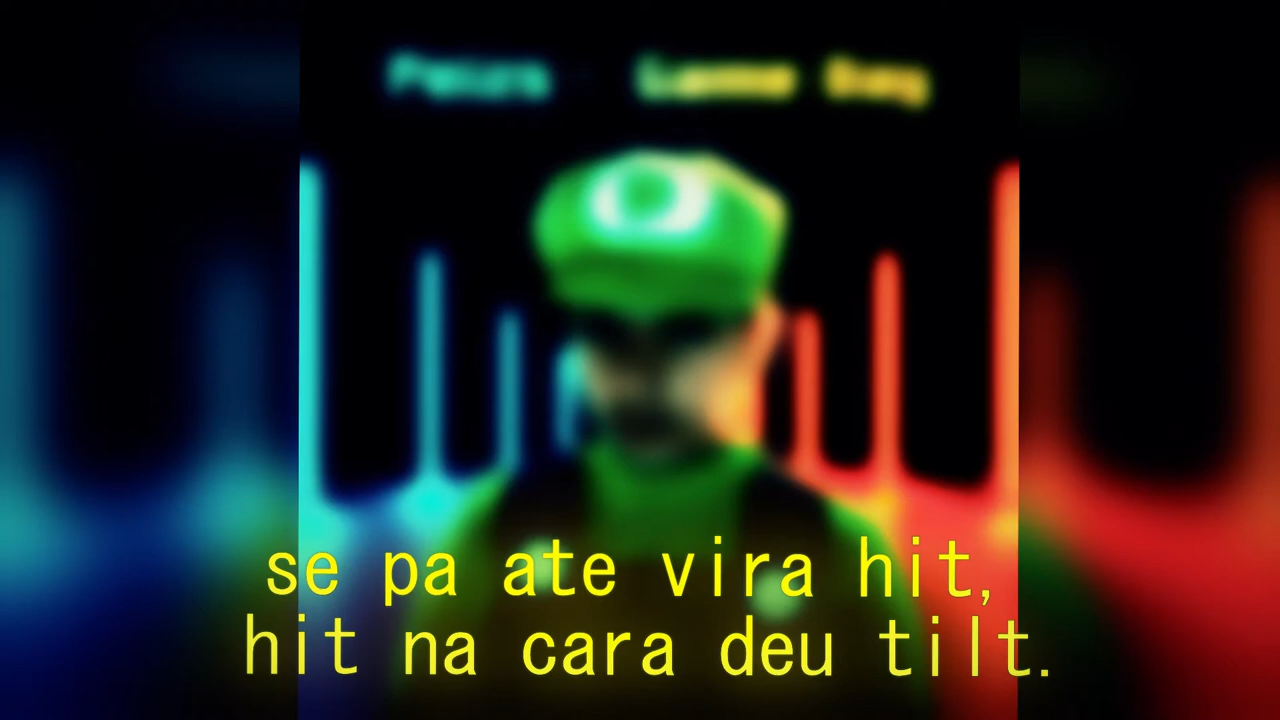 se pa ate vira hit,
hit na cara deu tilt.